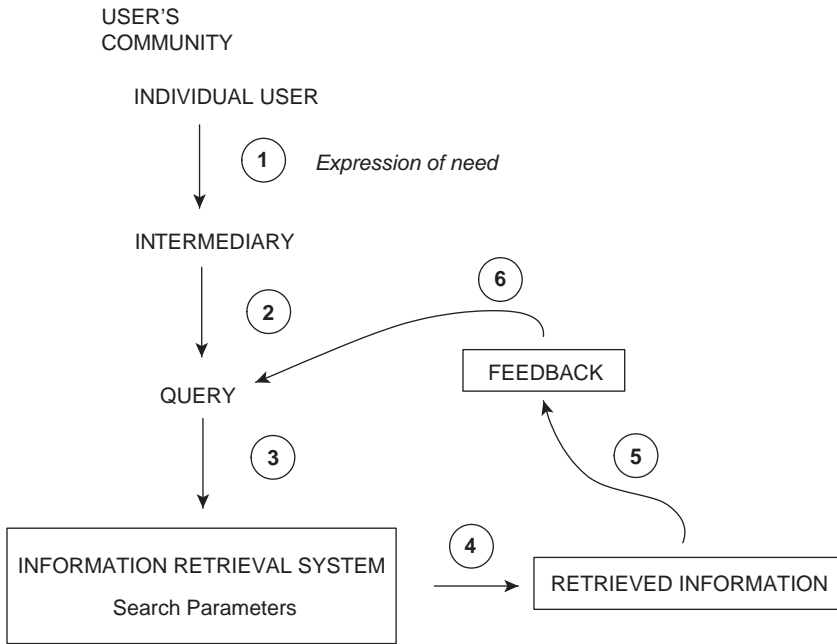 USER'S
COMMUNITY
INDIVIDUAL USER
1
Expression of need
INTERMEDIARY
2
6
FEEDBACK
QUERY
3
5
INFORMATION RETRIEVAL SYSTEM
Search Parameters
4
RETRIEVED INFORMATION